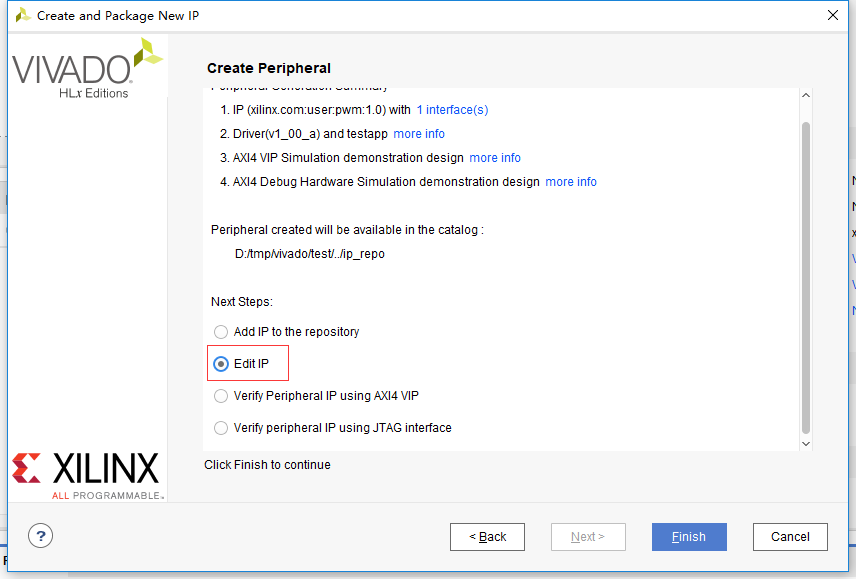 Create and Package New IP
VIVADO
HLx Editions
Create Peripheral
Peripheral Generation Summary
1. IP (xilinx.com:user:pwm:1.0) with 1 interface(s)
2. Driver(v1_00_a) and testapp more info
3. AXI4 VIP Simulation demonstration design more info
4. AXI4 Debug Hardware Simulation demonstration design more info
Peripheral created will be available in the catalog :
D:/tmp/vivado/test/../ip_repo
Next Steps:
Add IP to the repository
Edit IP
Verify Peripheral IP using AXI4 VIP
Verify peripheral IP using JTAG interface
Click Finish to continue
XILINX
ALL PROGRAMMABLE™
?
< Back
Next >
Finish
Cancel